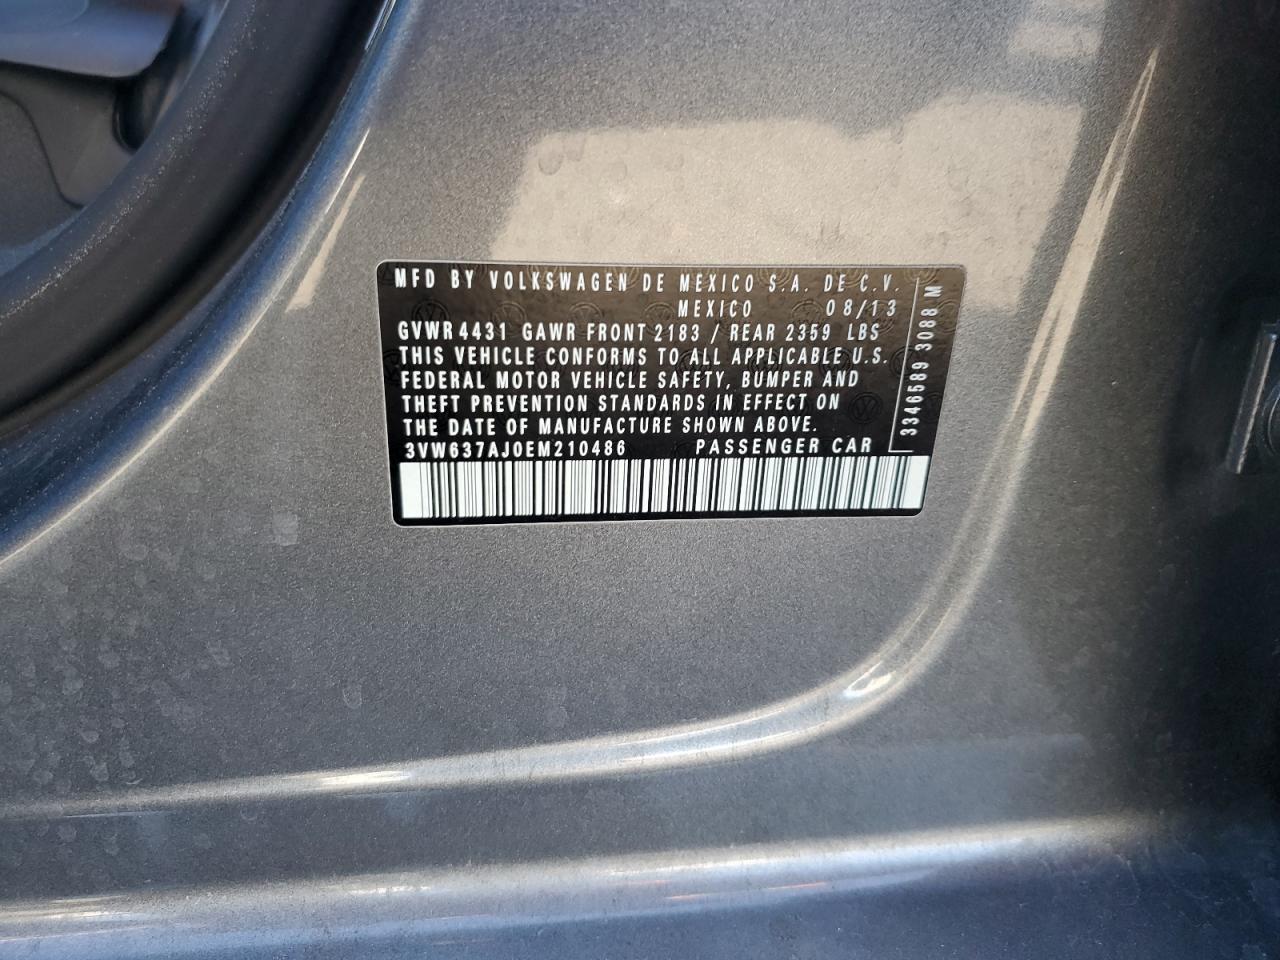 MFD BY VOLKSWAGEN DE MEXICO S.A. DE C.V.
MEXICO 08/13
GVWR 4431 GAWR FRONT 2183 / REAR 2359 LBS
THIS VEHICLE CONFORMS TO ALL APPLICABLE U.S.
FEDERAL MOTOR VEHICLE SAFETY, BUMPER AND
THEFT PREVENTION STANDARDS IN EFFECT ON
THE DATE OF MANUFACTURE SHOWN ABOVE.
3VW637AJ0EM210486 PASSENGER CAR
3346589 3088 M